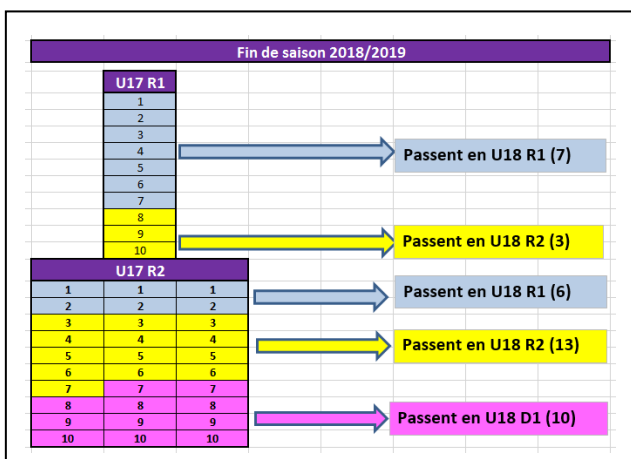 Fin de saison 2018/2019
U17 R1
1
2
3
4 Passent en U18 R1 (7)
5
6
7
8
9 Passent en U18 R2 (3)
10
U17 R2
1 1 1 Passent en U18 R1 (6)
2 2 2
3 3 3
4 4 4 Passent en U18 R2 (13)
5 5 5
6 6 6
7 7 7
8 8 8 Passent en U18 D1 (10)
9 9 9
10 10 10